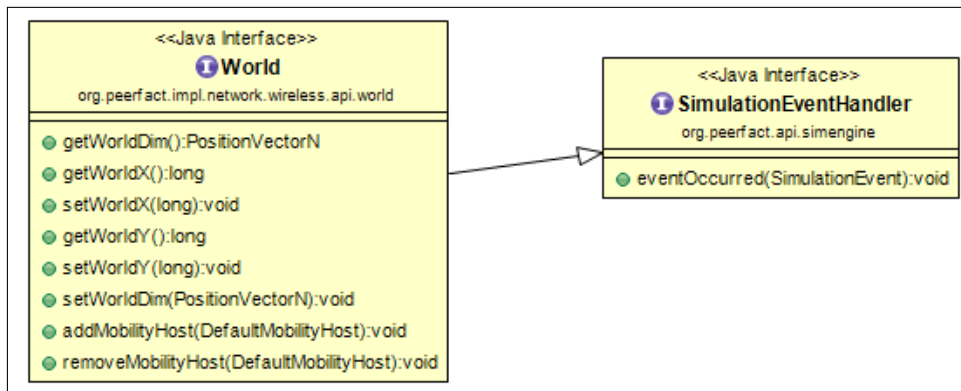 <<Java Interface>>
I World
org.peerfact.impl.network.wireless.api.world
getWorldDim():PositionVectorN
getWorldX():long
setWorldX(long):void
getWorldY():long
setWorldY(long):void
setWorldDim(PositionVectorN):void
addMobilityHost(DefaultMobilityHost):void
removeMobilityHost(DefaultMobilityHost):void
<<Java Interface>>
I SimulationEventHandler
org.peerfact.api.simengine
eventOccurred(SimulationEvent):void